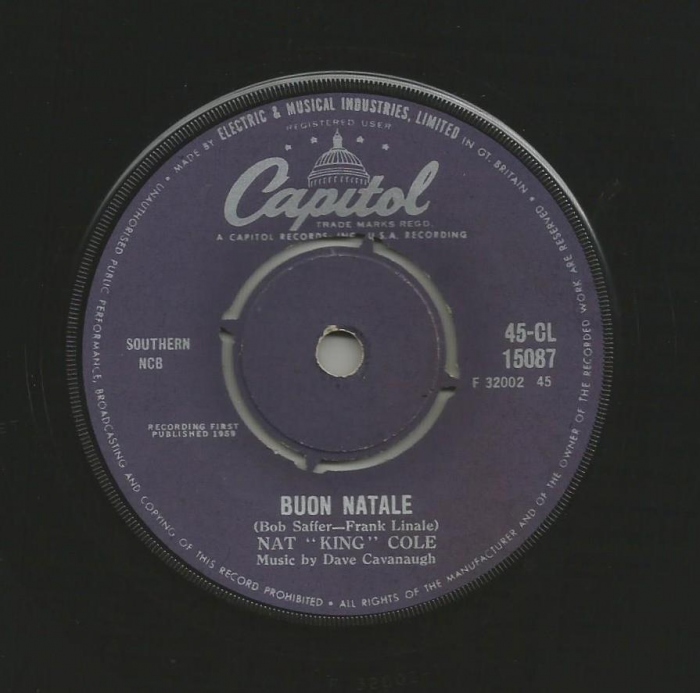 MADE BY ELECTRIC & MUSICAL INDUSTRIES, LIMITED IN GT. BRITAIN •
REGISTERED USER
Capitol
TRADE MARKS REGD.
A CAPITOL RECORDS, INC., U.S.A. RECORDING
SOUTHERN
NCB
45-CL
15087
F 32002 45
RECORDING FIRST
PUBLISHED 1959
BUON NATALE
(Bob Saffer—Frank Linale)
NAT "KING" COLE
Music by Dave Cavanaugh
UNAUTHORISED PUBLIC PERFORMANCE, BROADCASTING AND COPYING OF THIS RECORD PROHIBITED • ALL RIGHTS OF THE MANUFACTURER AND OF THE OWNER OF THE RECORDED WORK ARE RESERVED •